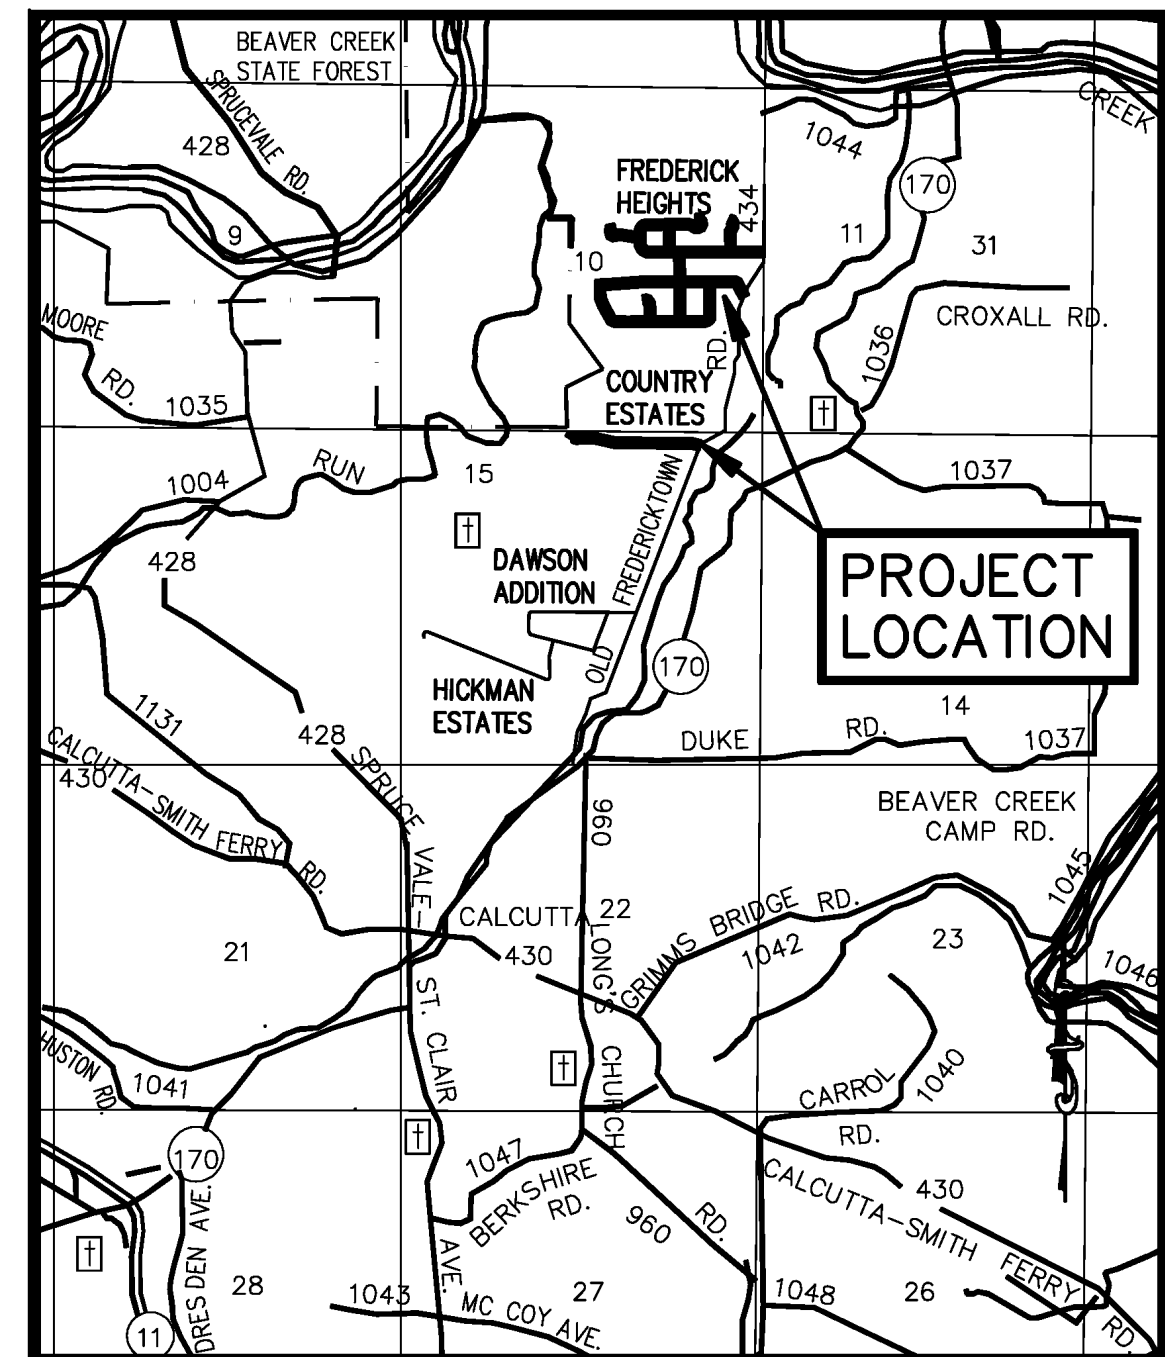 BEAVER CREEK
STATE FOREST
SPRUCEVALE RD.
428
9
CREEK
1044
170
FREDERICK
HEIGHTS
434
11
31
10
MOORE
RD.
1035
CROXALL RD.
1036
RD.
COUNTRY
ESTATES
1004
RUN
15
1037
FREDERICKTOWN
428
DAWSON
ADDITION
PROJECT
LOCATION
OLD
170
HICKMAN
ESTATES
1131
14
428
DUKE
RD.
1037
CALCUTTA-SMITH FERRY
430
RD.
SPRUCE VALE-
960
BEAVER CREEK
CAMP RD.
1045
CALCUTTA
22
GRIMMS BRIDGE RD.
1042
23
21
430
LONG'S
1046
ST. CLAIR
HUSTON RD.
1041
CHURCH
CARROL
RD.
1040
170
1047
BERKSHIRE
RD.
960
RD.
CALCUTTA-SMITH FERRY
430
RD.
DRESDEN AVE.
AVE.
28
1043
MC COY AVE.
27
1048
26
11